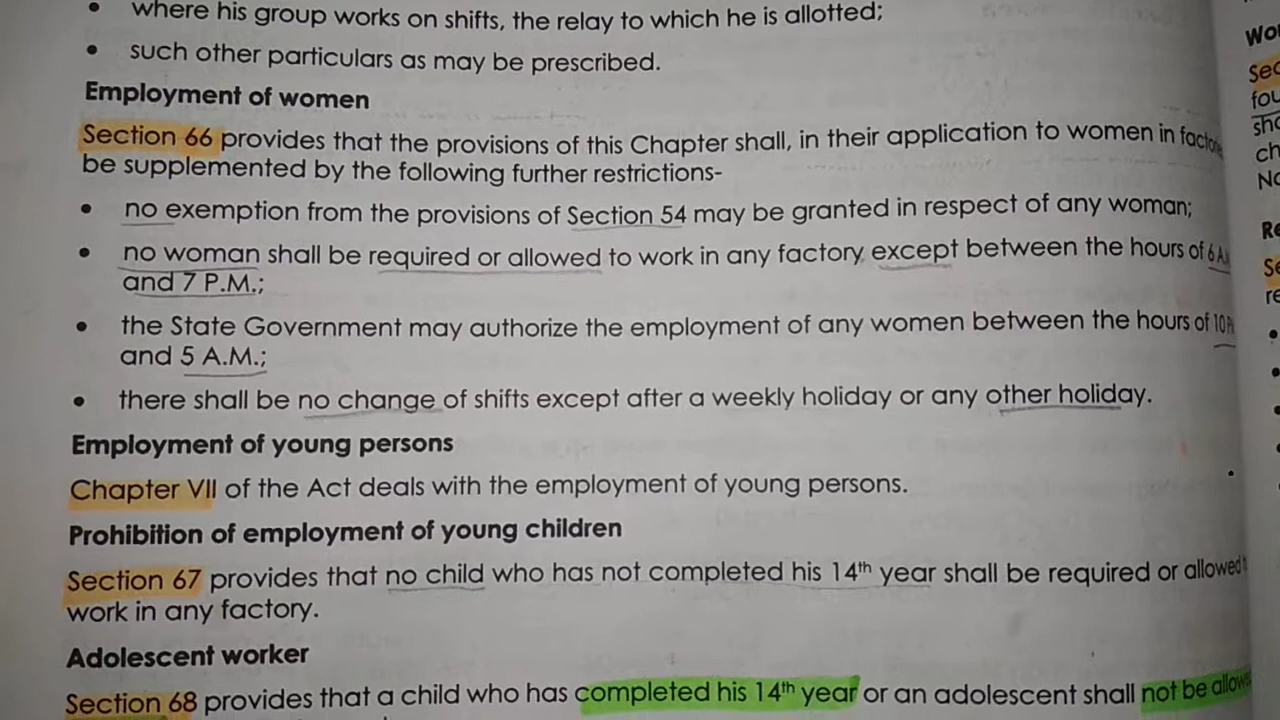 • where his group works on shifts, the relay to which he is allotted;
• such other particulars as may be prescribed.
Employment of women
Section 66 provides that the provisions of this Chapter shall, in their application to women in
be supplemented by the following further restrictions-
• no exemption from the provisions of Section 54 may be granted in respect of any woman;
• no woman shall be required or allowed to work in any factory except between the hours of 6
and 7 P.M.;
• the State Government may authorize the employment of any women between the hours of 10
and 5 A.M.;
• there shall be no change of shifts except after a weekly holiday or any other holiday.
Employment of young persons
Chapter VII of the Act deals with the employment of young persons.
Prohibition of employment of young children
Section 67 provides that no child who has not completed his 14th year shall be required or allowed
work in any factory.
Adolescent worker
Section 68 provides that a child who has completed his 14th year or an adolescent shall not be